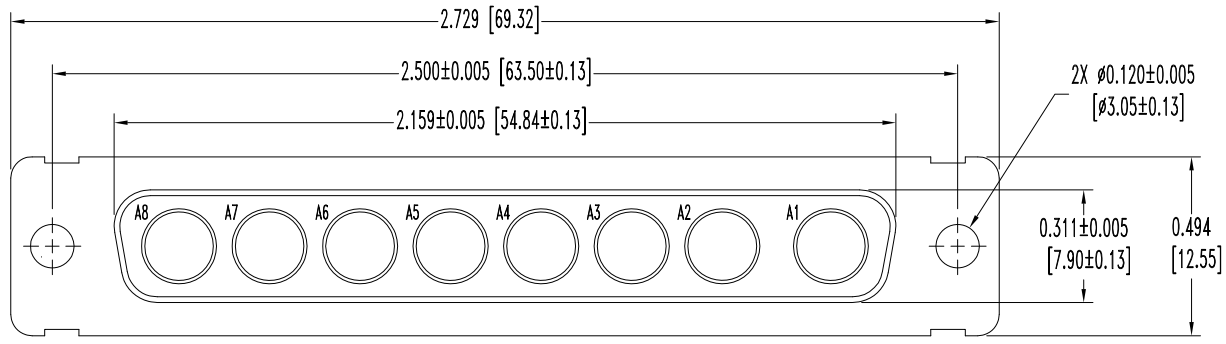 2.729 [69.32]
2.500±0.005 [63.50±0.13]
2X ø0.120±0.005
[ø3.05±0.13]
2.159±0.005 [54.84±0.13]
A8 A7 A6 A5 A4 A3 A2 A1
0.311±0.005
[7.90±0.13]
0.494
[12.55]